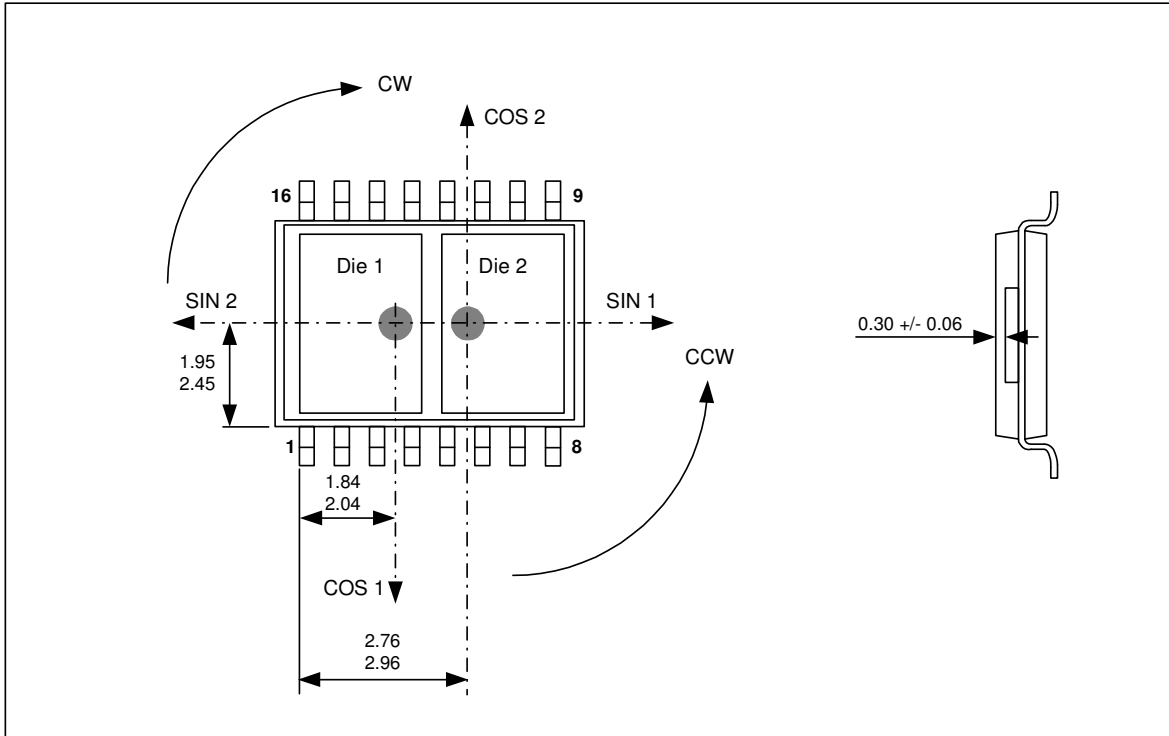 CW
COS 2
16
9
Die 1
Die 2
SIN 2
SIN 1
0.30 +/- 0.06
1.95
2.45
CCW
1
8
1.84
2.04
COS 1
2.76
2.96